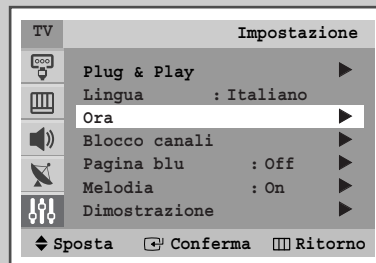 TV Impostazione
Plug & Play
Lingua : Italiano
Ora
Blocco canali
Pagina blu : Off
Melodia : On
Dimostrazione
Sposta Conferma Ritorno